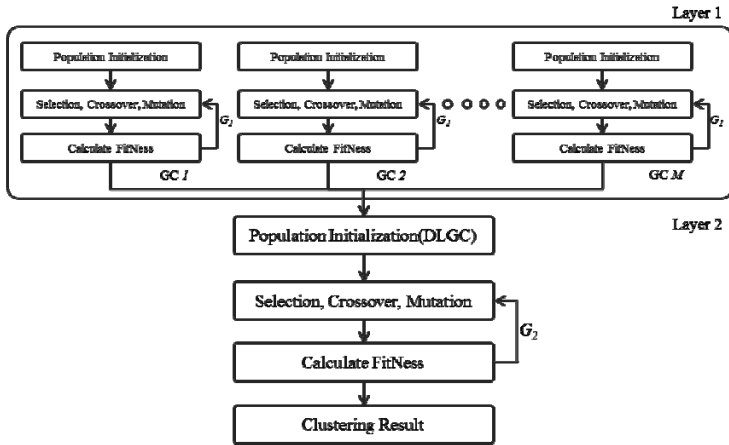 Layer 1
Population Initialization
Population Initialization
Population Initialization
Selection, Crossover, Mutation
Selection, Crossover, Mutation
Selection, Crossover, Mutation
G1
G1
G1
Calculate FitNess
Calculate FitNess
Calculate FitNess
GC 1
GC 2
GC M
Layer 2
Population Initialization(DLGC)
Selection, Crossover, Mutation
G2
Calculate FitNess
Clustering Result